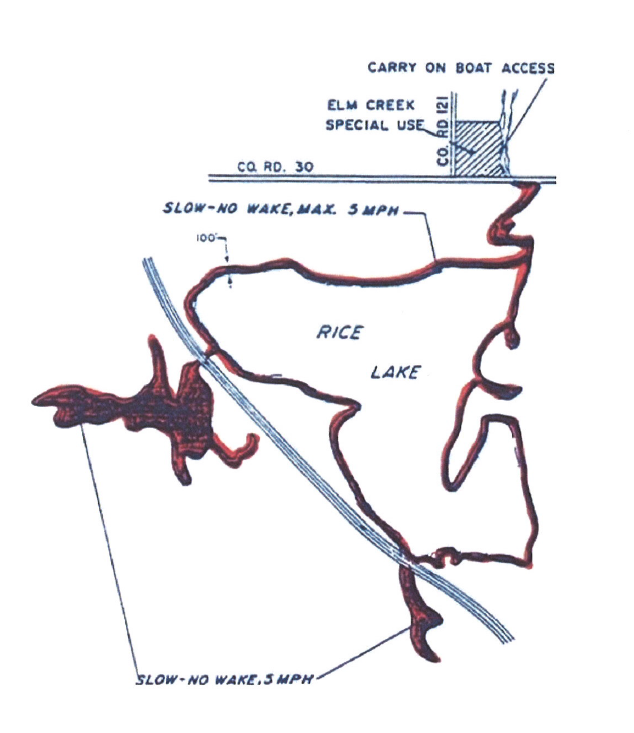 CARRY ON BOAT ACCESS
ELM CREEK
SPECIAL USE
CO. RD 121
CO. RD. 30
SLOW-NO WAKE, MAX. 5 MPH
100'
RICE
LAKE
SLOW-NO WAKE, 5 MPH